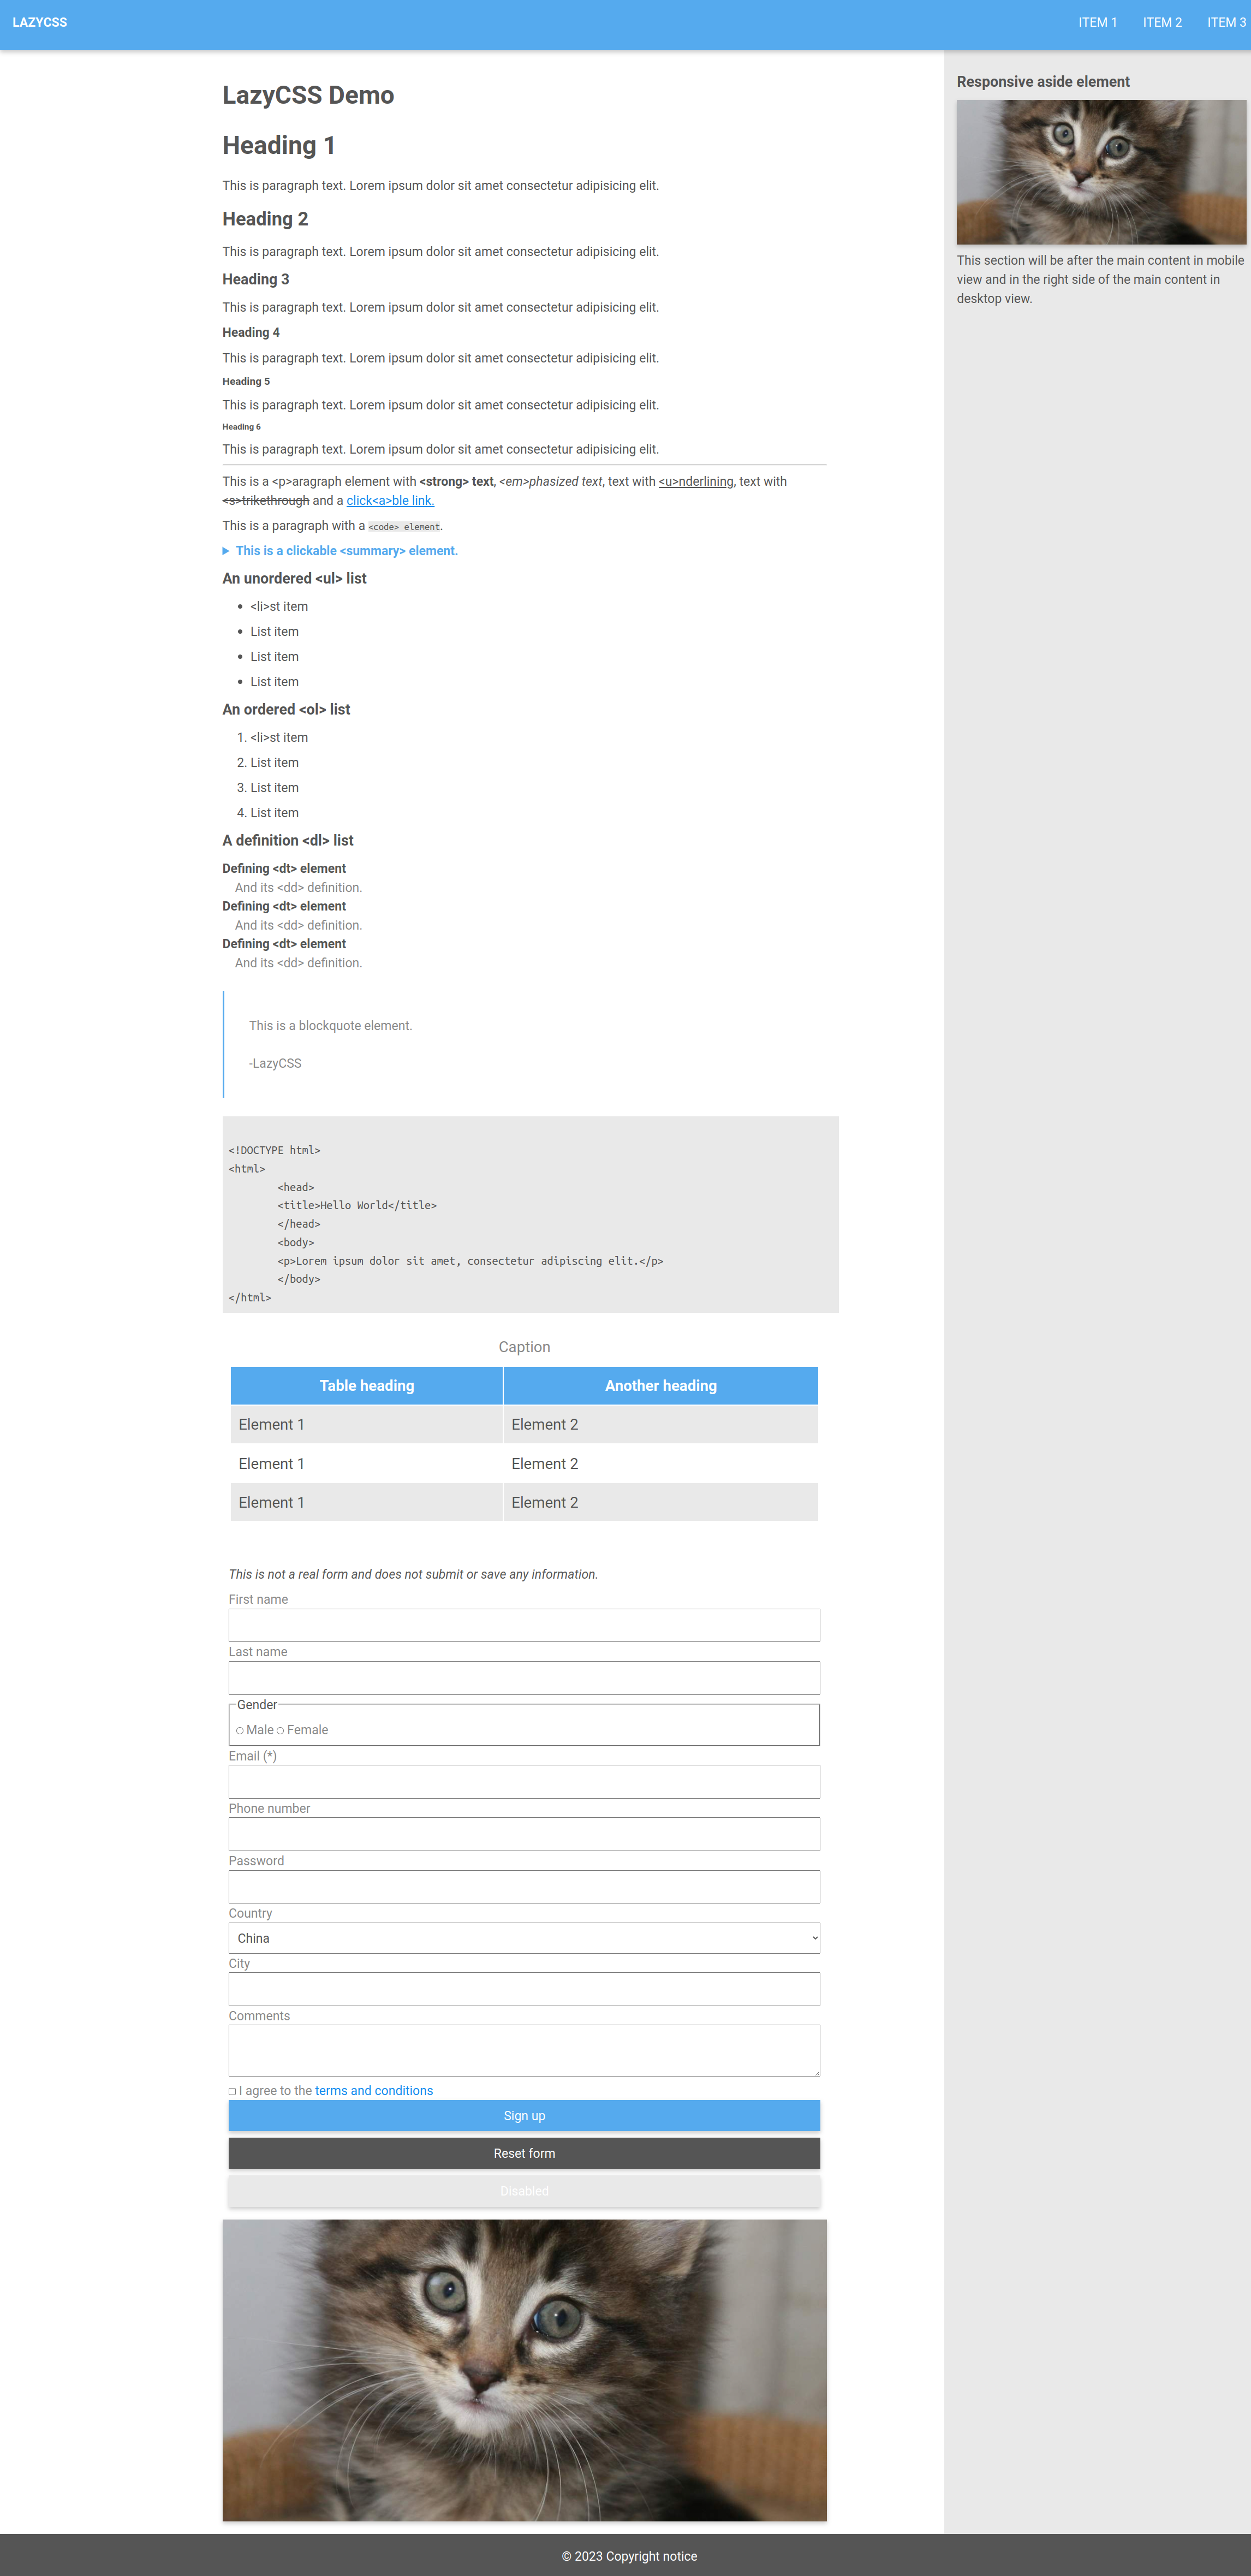 LAZYCSS
ITEM 1
ITEM 2
ITEM 3
LazyCSS Demo
Heading 1
This is paragraph text. Lorem ipsum dolor sit amet consectetur adipisicing elit.
Heading 2
This is paragraph text. Lorem ipsum dolor sit amet consectetur adipisicing elit.
Heading 3
This is paragraph text. Lorem ipsum dolor sit amet consectetur adipisicing elit.
Heading 4
This is paragraph text. Lorem ipsum dolor sit amet consectetur adipisicing elit.
Heading 5
This is paragraph text. Lorem ipsum dolor sit amet consectetur adipisicing elit.
Heading 6
This is paragraph text. Lorem ipsum dolor sit amet consectetur adipisicing elit.
This is a <p>aragraph element with <strong> text, <em>phasized text, text with <u>nderlining, text with
<s>trikethrough and a click<a>ble link.
This is a paragraph with a <code> element.
This is a clickable <summary> element.
An unordered <ul> list
• <li>st item
• List item
• List item
• List item
An ordered <ol> list
1. <li>st item
2. List item
3. List item
4. List item
A definition <dl> list
Defining <dt> element
And its <dd> definition.
Defining <dt> element
And its <dd> definition.
Defining <dt> element
And its <dd> definition.
This is a blockquote element.
-LazyCSS
<!DOCTYPE html>
<html>
<head>
<title>Hello World</title>
</head>
<body>
<p>Lorem ipsum dolor sit amet, consectetur adipiscing elit.</p>
</body>
</html>
Caption
Table heading
Another heading
Element 1
Element 2
Element 1
Element 2
Element 1
Element 2
This is not a real form and does not submit or save any information.
First name
Last name
Gender
Male Female
Email (*)
Phone number
Password
Country
China
City
Comments
I agree to the terms and conditions
Sign up
Reset form
Disabled
Responsive aside element
This section will be after the main content in mobile
view and in the right side of the main content in
desktop view.
© 2023 Copyright notice